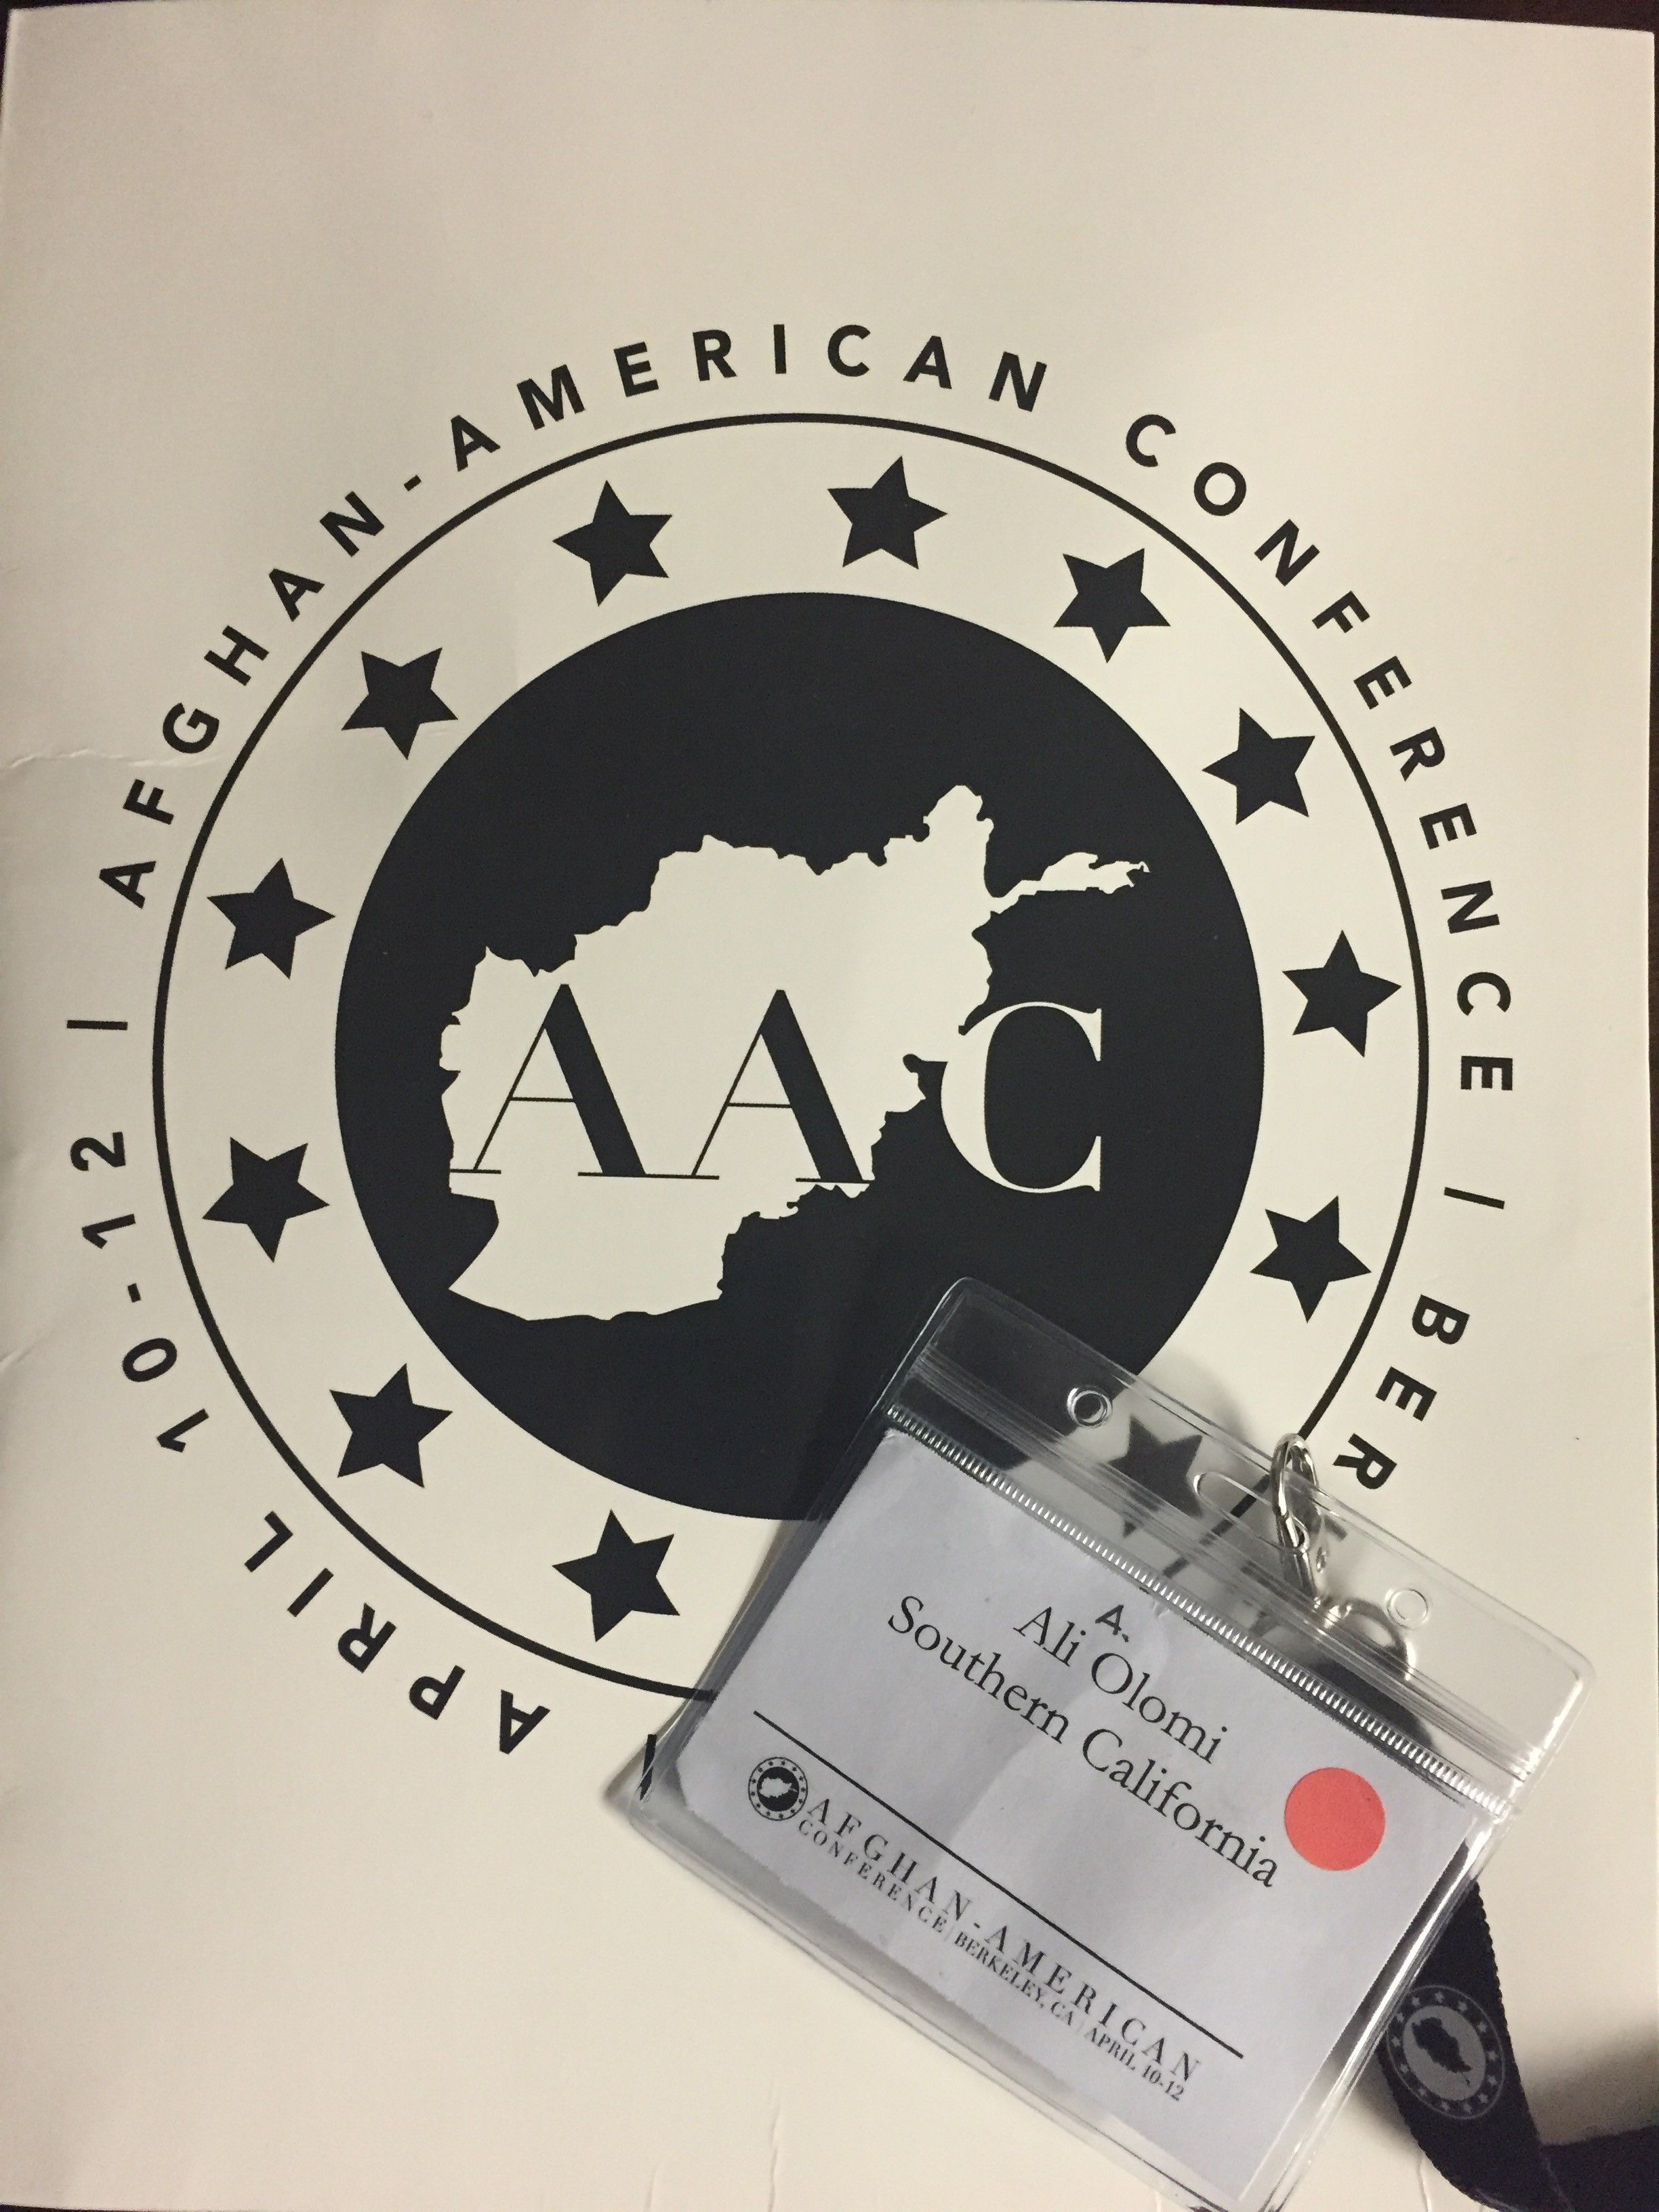 AFGHAN-AMERICAN CONFERENCE | BER
APRIL 10-12 |
AAC
A.
Ali Olomi
Southern California
AFGHAN-AMERICAN
CONFERENCE | BERKELEY, CA | APRIL 10-12